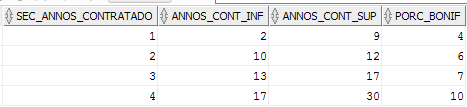 SEC_ANNOS_CONTRATADO ANNOS_CONT_INF ANNOS_CONT_SUP PORC_BONIF
1 2 9 4
2 10 12 6
3 13 17 7
4 17 30 10